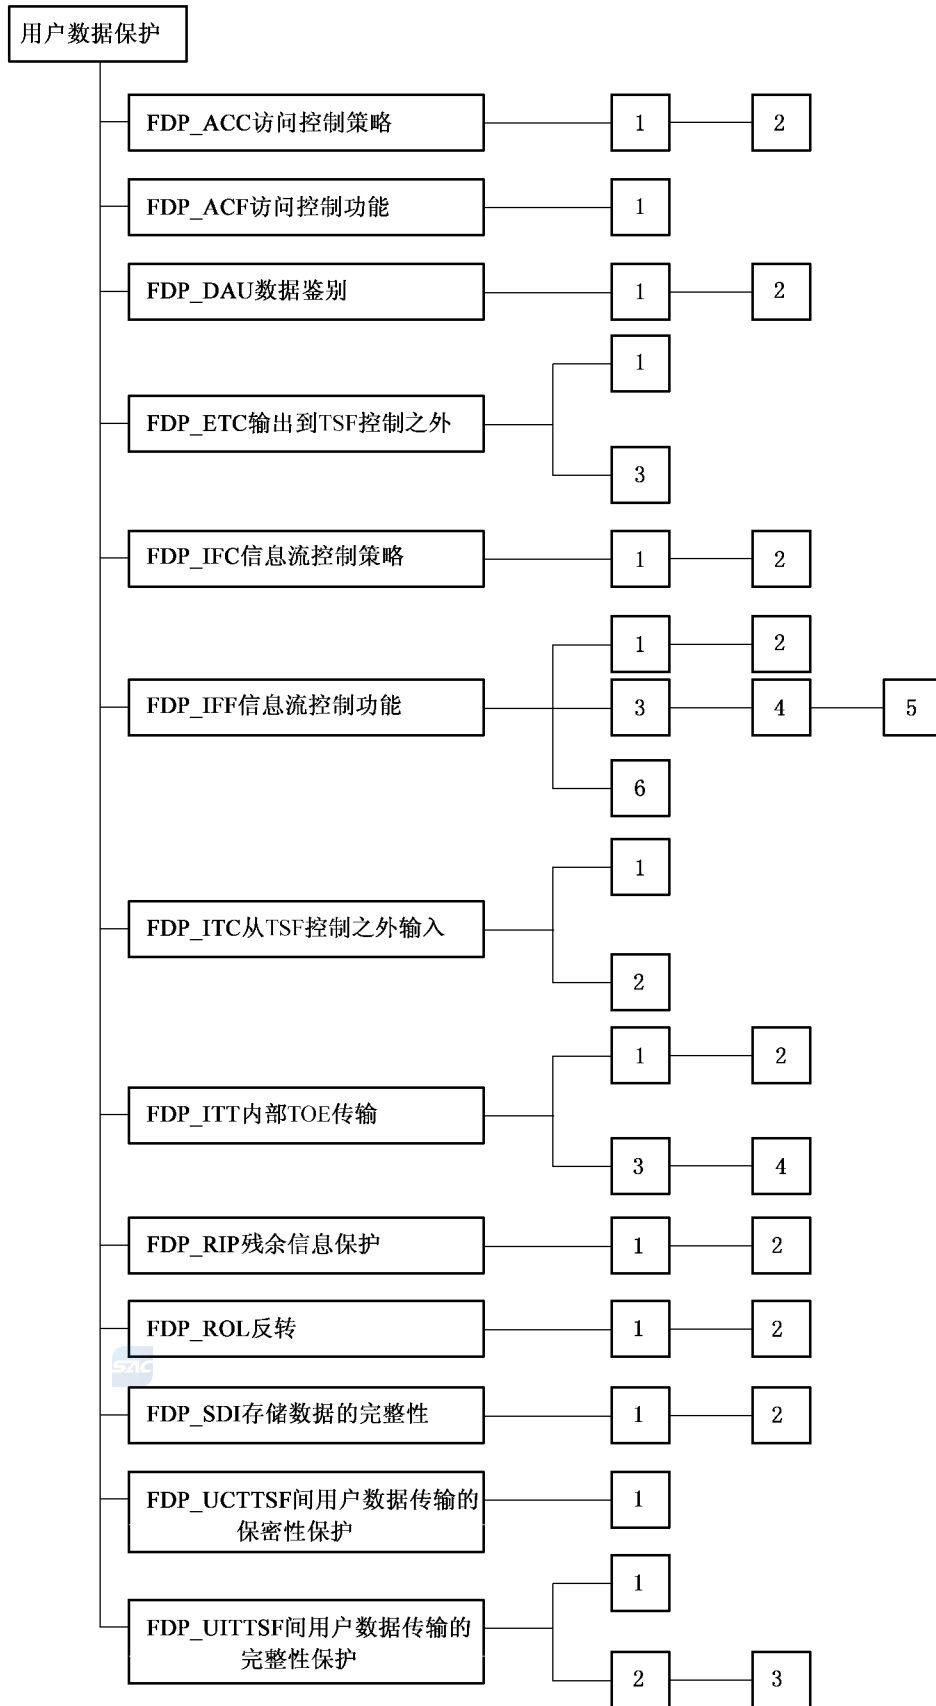 用户数据保护
FDP_ACC访问控制策略 1 2
FDP_ACF访问控制功能 1
FDP_DAU数据鉴别 1 2
1
FDP_ETC输出到TSF控制之外
3
FDP_IFC信息流控制策略 1 2
1 2
FDP_IFF信息流控制功能 3 4 5
6
1
FDP_ITC从TSF控制之外输入
2
1 2
FDP_ITT内部TOE传输
3 4
FDP_RIP残余信息保护 1 2
FDP_ROL反转 1 2
SAC
FDP_SDI存储数据的完整性 1 2
FDP_UCTTSF间用户数据传输的 1
保密性保护
1
FDP_UITTSF间用户数据传输的
完整性保护
2 3